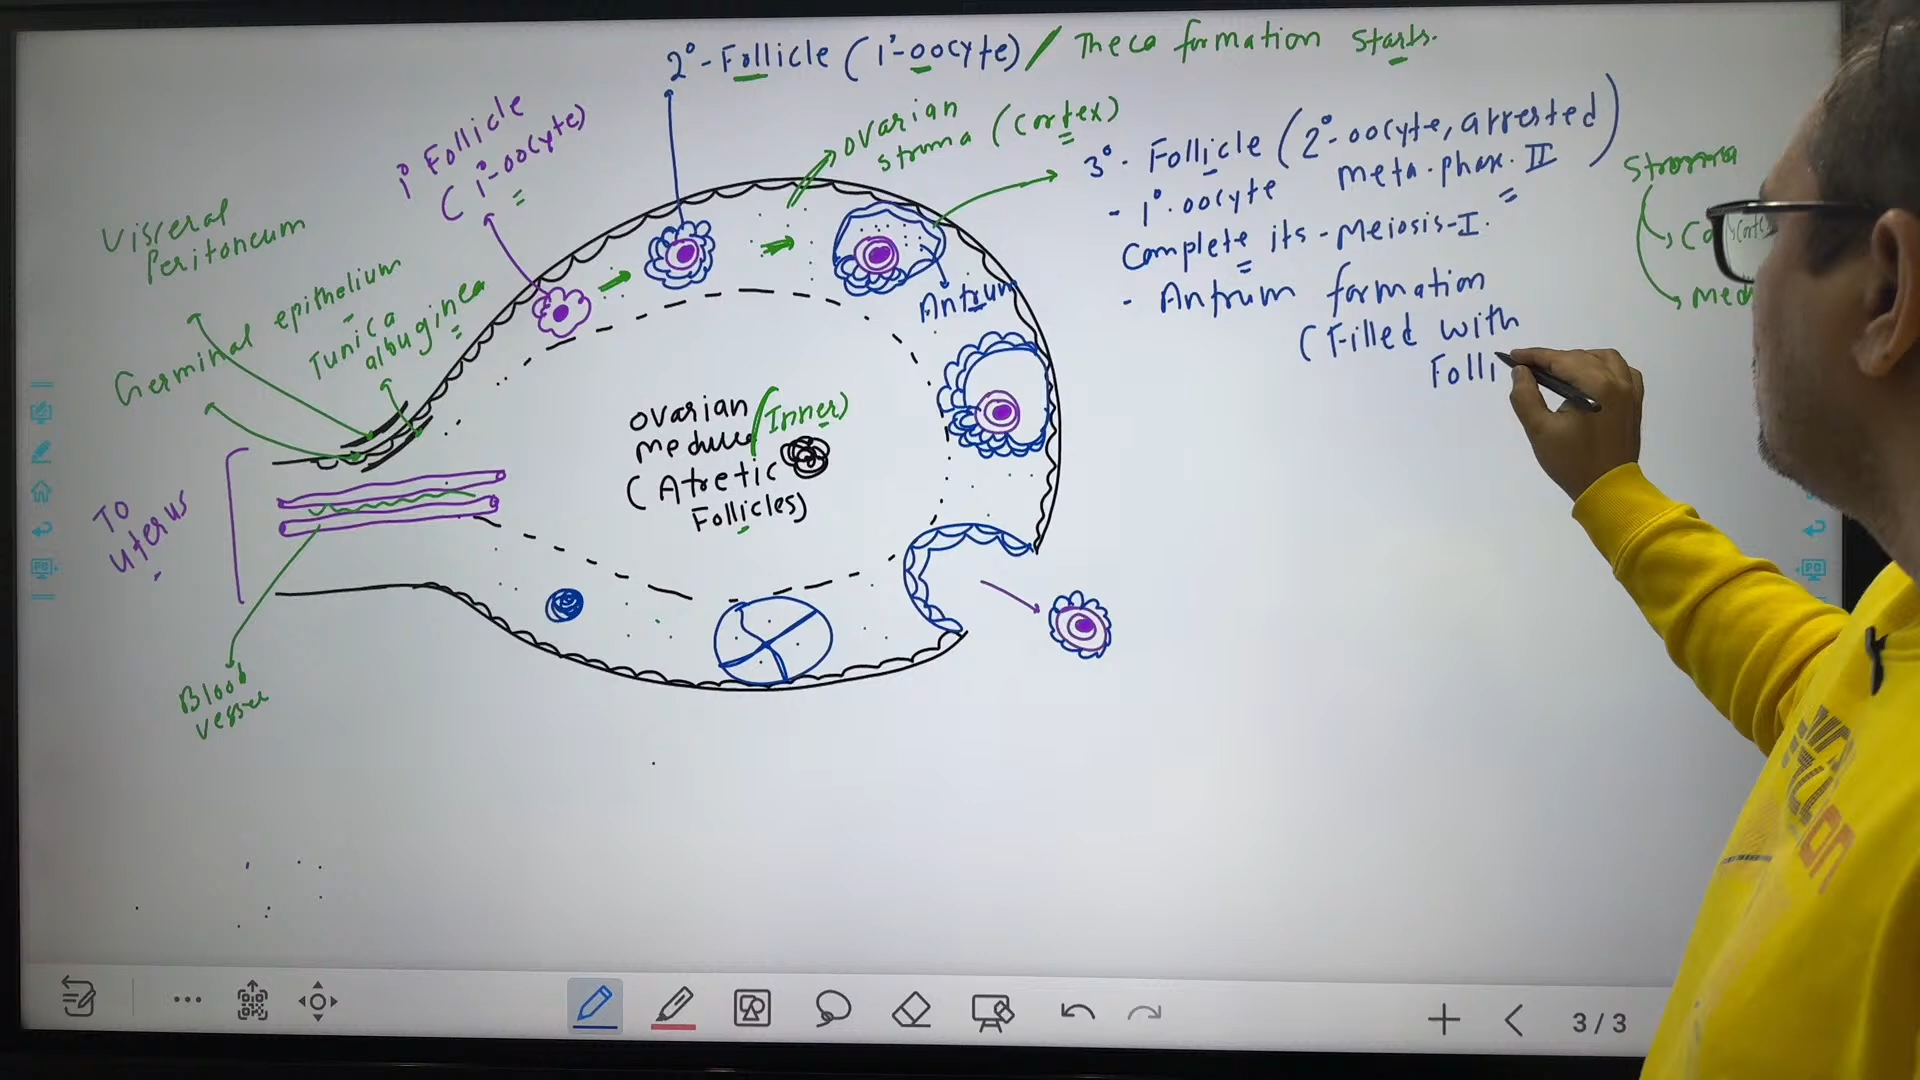 2°-Follicle (1°-oocyte) / Theca formation starts.
1° Follicle
(1°-oocyte)
ovarian
stroma (cortex)
3°. Follicle (2°-oocyte, arrested
meta.phase. II)
- 1°.oocyte
Complete its-Meiosis-I.
- Antrum formation
(Filled with
Folli
Stroma
Visceral
Peritoneum
Germinal epithelium
Tunica
albuginea
Antrum
ovarian
(Inner)
(Atretic
Follicles)
To
uterus
Blood
vessel
3/3